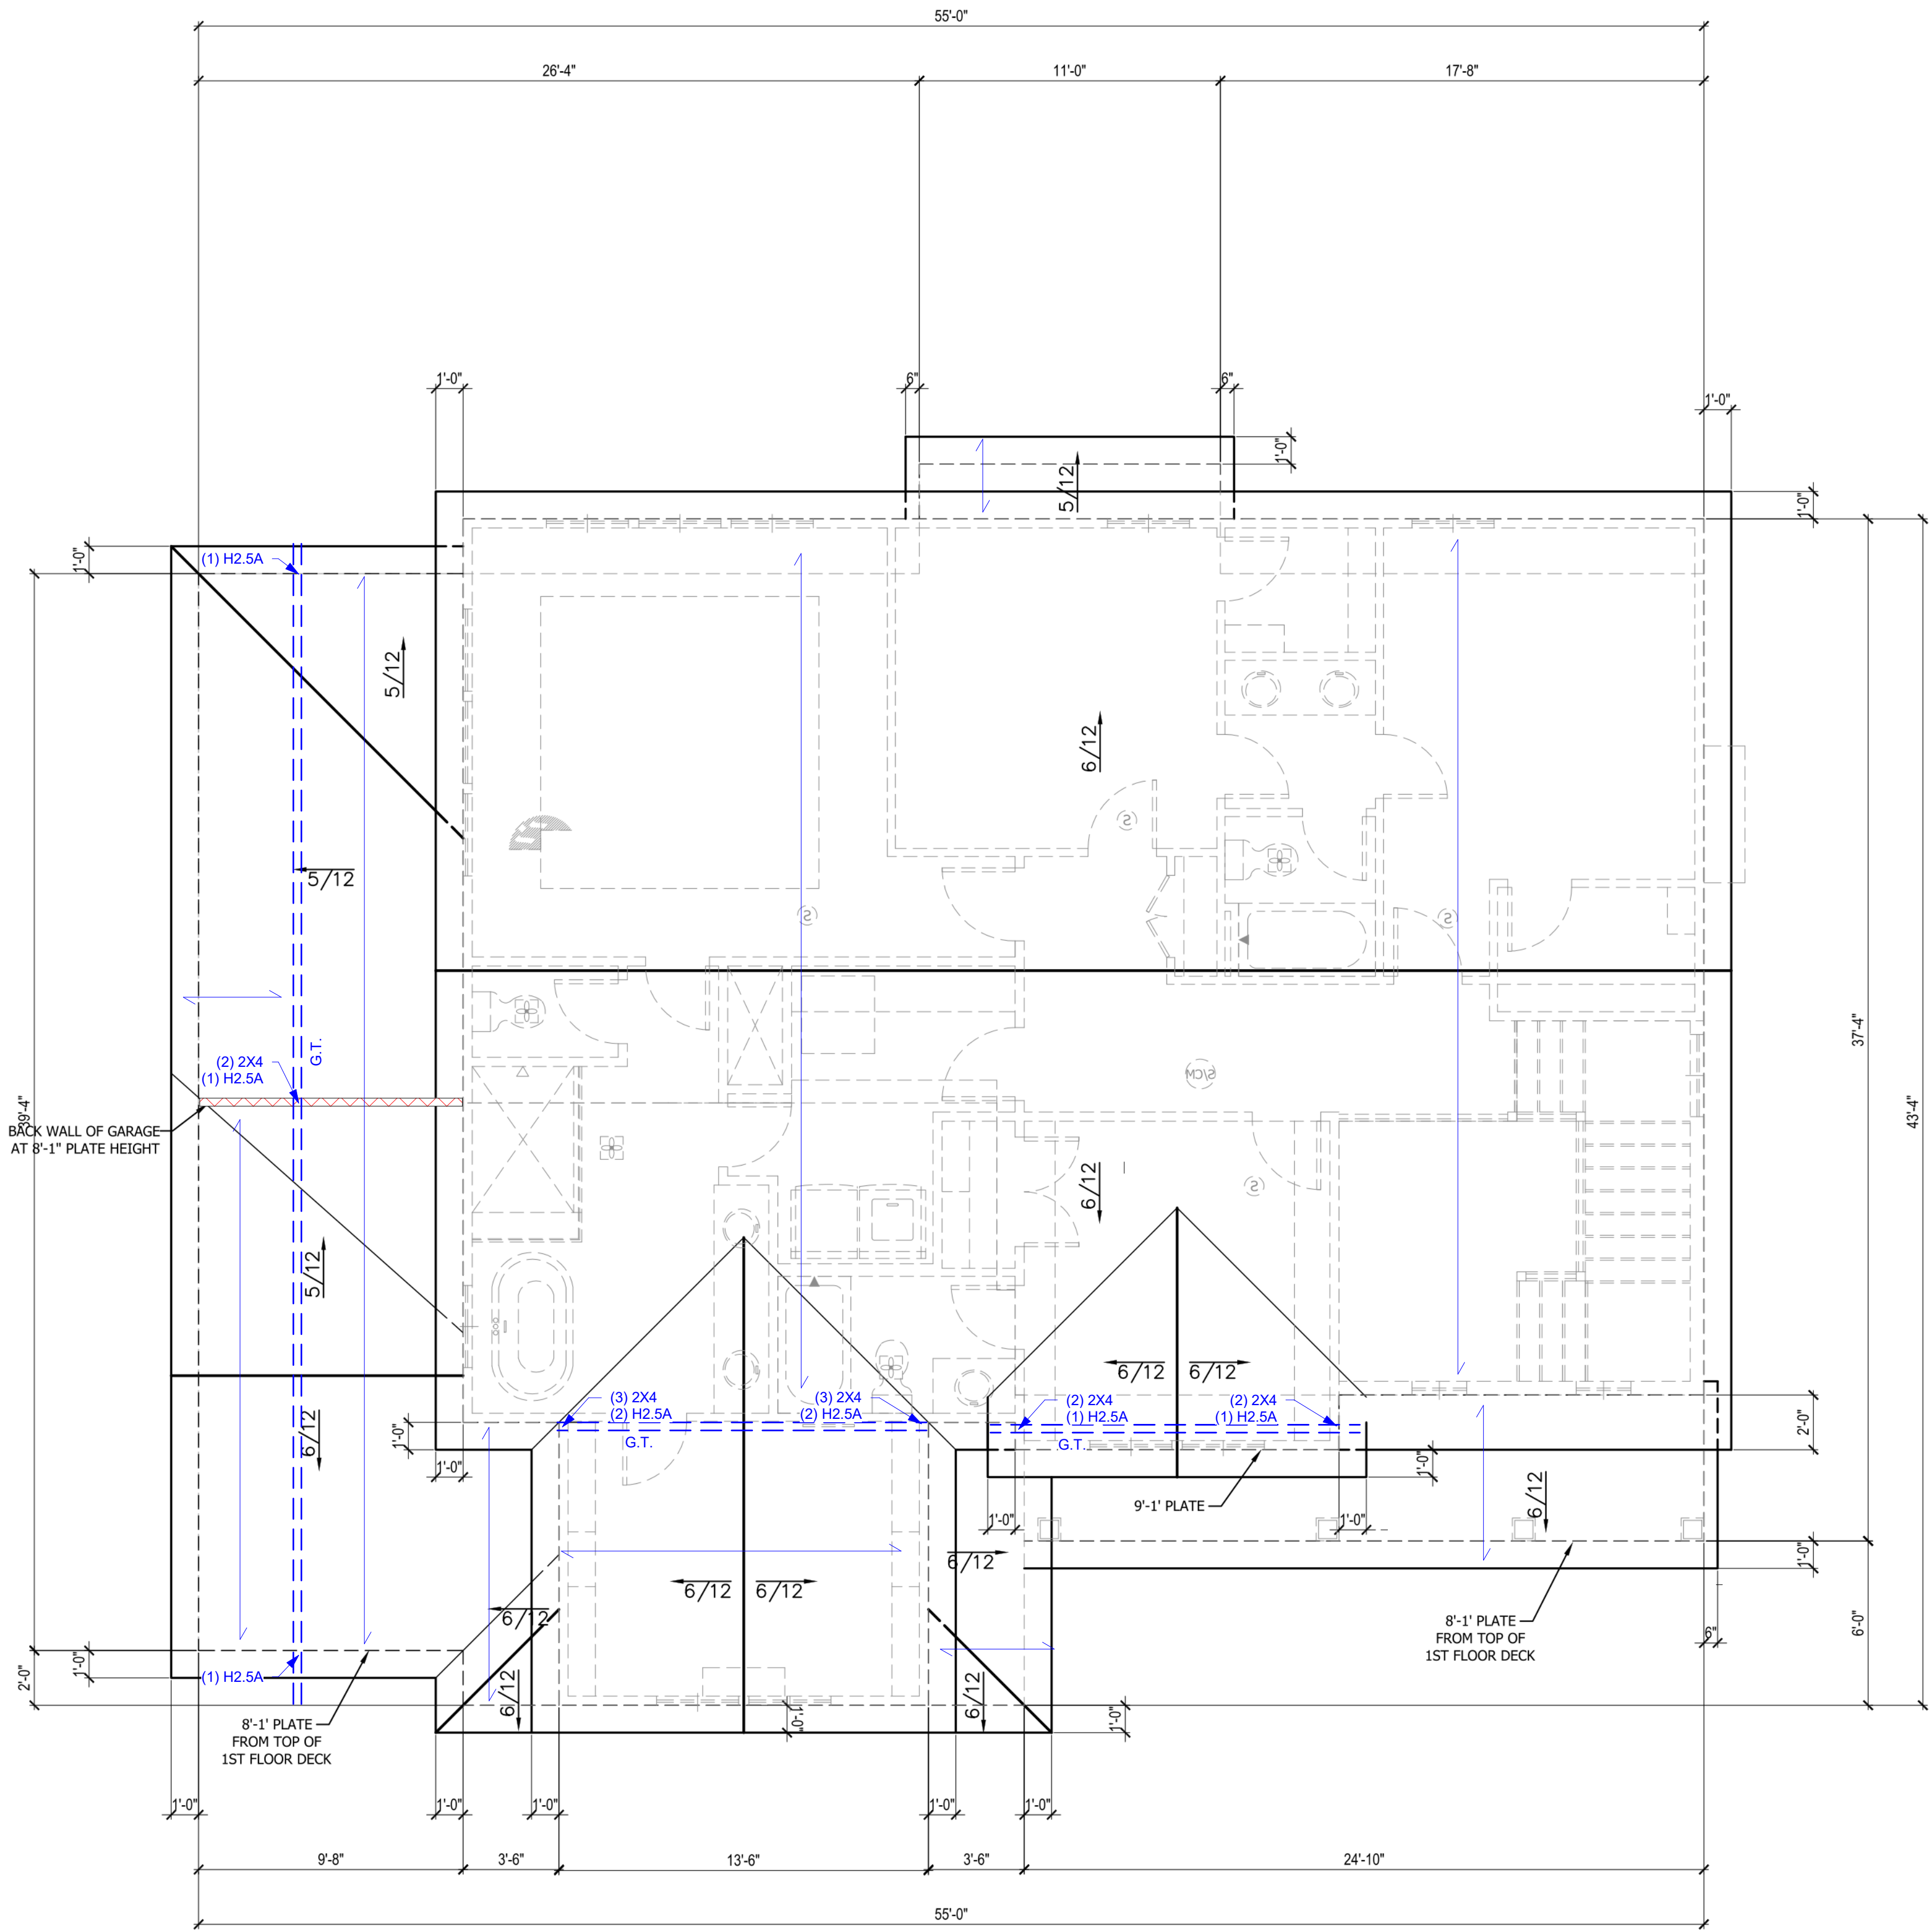 55'-0"
26'-4"
11'-0"
17'-8"
1'-0"
6"
6"
1'-0"
1'-0"
5/12
1'-0"
1'-0"
(1) H2.5A
5/12
6/12
5/12
S
S
S
G.T.
(2) 2X4
(1) H2.5A
37'-4"
S/CM
39'-4"
43'-4"
BACK WALL OF GARAGE
AT 8'-1" PLATE HEIGHT
6/12
S
5/12
6/12
6/12
(3) 2X4
(2) H2.5A
(3) 2X4
(2) H2.5A
(2) 2X4
(1) H2.5A
(2) 2X4
(1) H2.5A
2'-0"
6/12
1'-0"
G.T.
G.T.
1'-0"
1'-0"
9'-1' PLATE
6/12
1'-0"
1'-0"
6/12
1'-0"
6/12
6/12
6/12
8'-1' PLATE
FROM TOP OF
1ST FLOOR DECK
6"
6'-0"
2'-0"
1'-0"
(1) H2.5A
6/12
6/12
1'-0"
1'-0"
8'-1' PLATE
FROM TOP OF
1ST FLOOR DECK
1'-0"
1'-0"
1'-0"
1'-0"
1'-0"
9'-8"
3'-6"
13'-6"
3'-6"
24'-10"
55'-0"